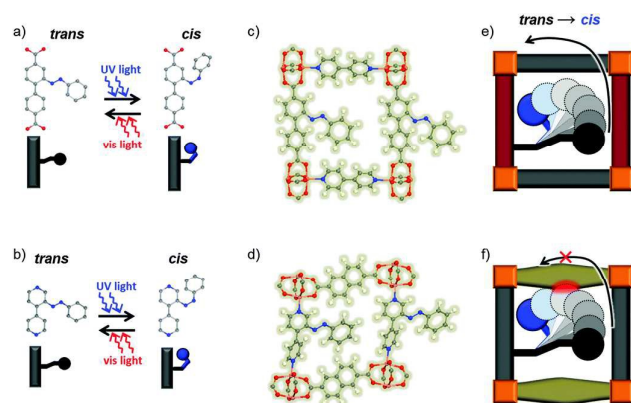 a)
trans
cis
UV light
vis light
b)
trans
cis
UV light
vis light
c)
d)
e)
trans → cis
f)